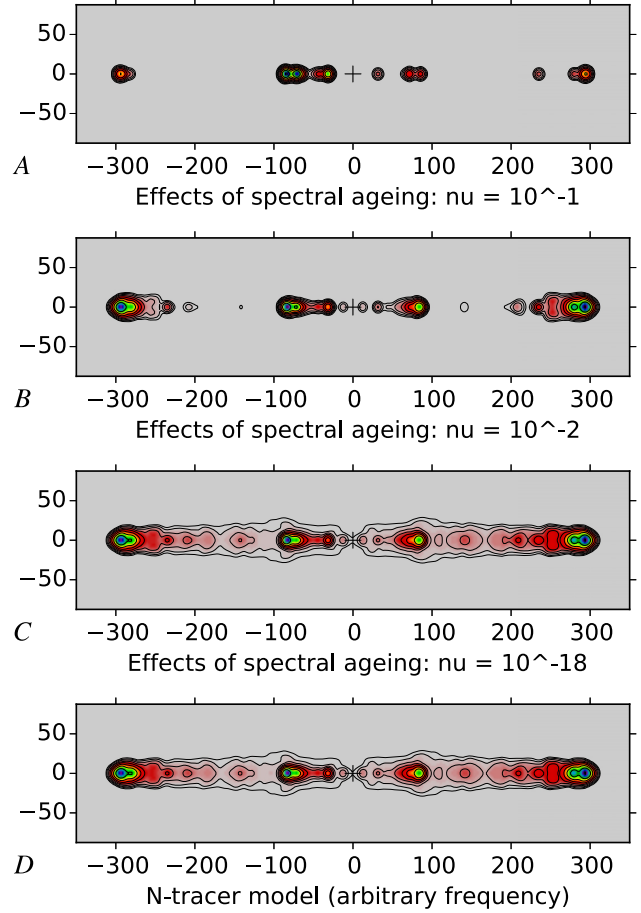 50
0
−50
A
−300 −200 −100 0 100 200 300
Effects of spectral ageing: nu = 10^-1
50
0
−50
B
−300 −200 −100 0 100 200 300
Effects of spectral ageing: nu = 10^-2
50
0
−50
C
−300 −200 −100 0 100 200 300
Effects of spectral ageing: nu = 10^-18
50
0
−50
D
−300 −200 −100 0 100 200 300
N-tracer model (arbitrary frequency)